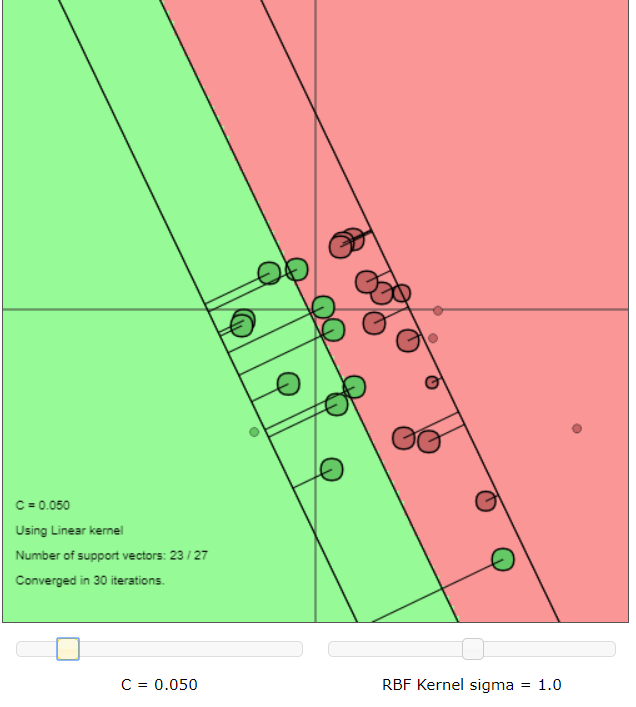 C = 0.050
Using Linear kernel
Number of support vectors: 23 / 27
Converged in 30 iterations.
C = 0.050
RBF Kernel sigma = 1.0